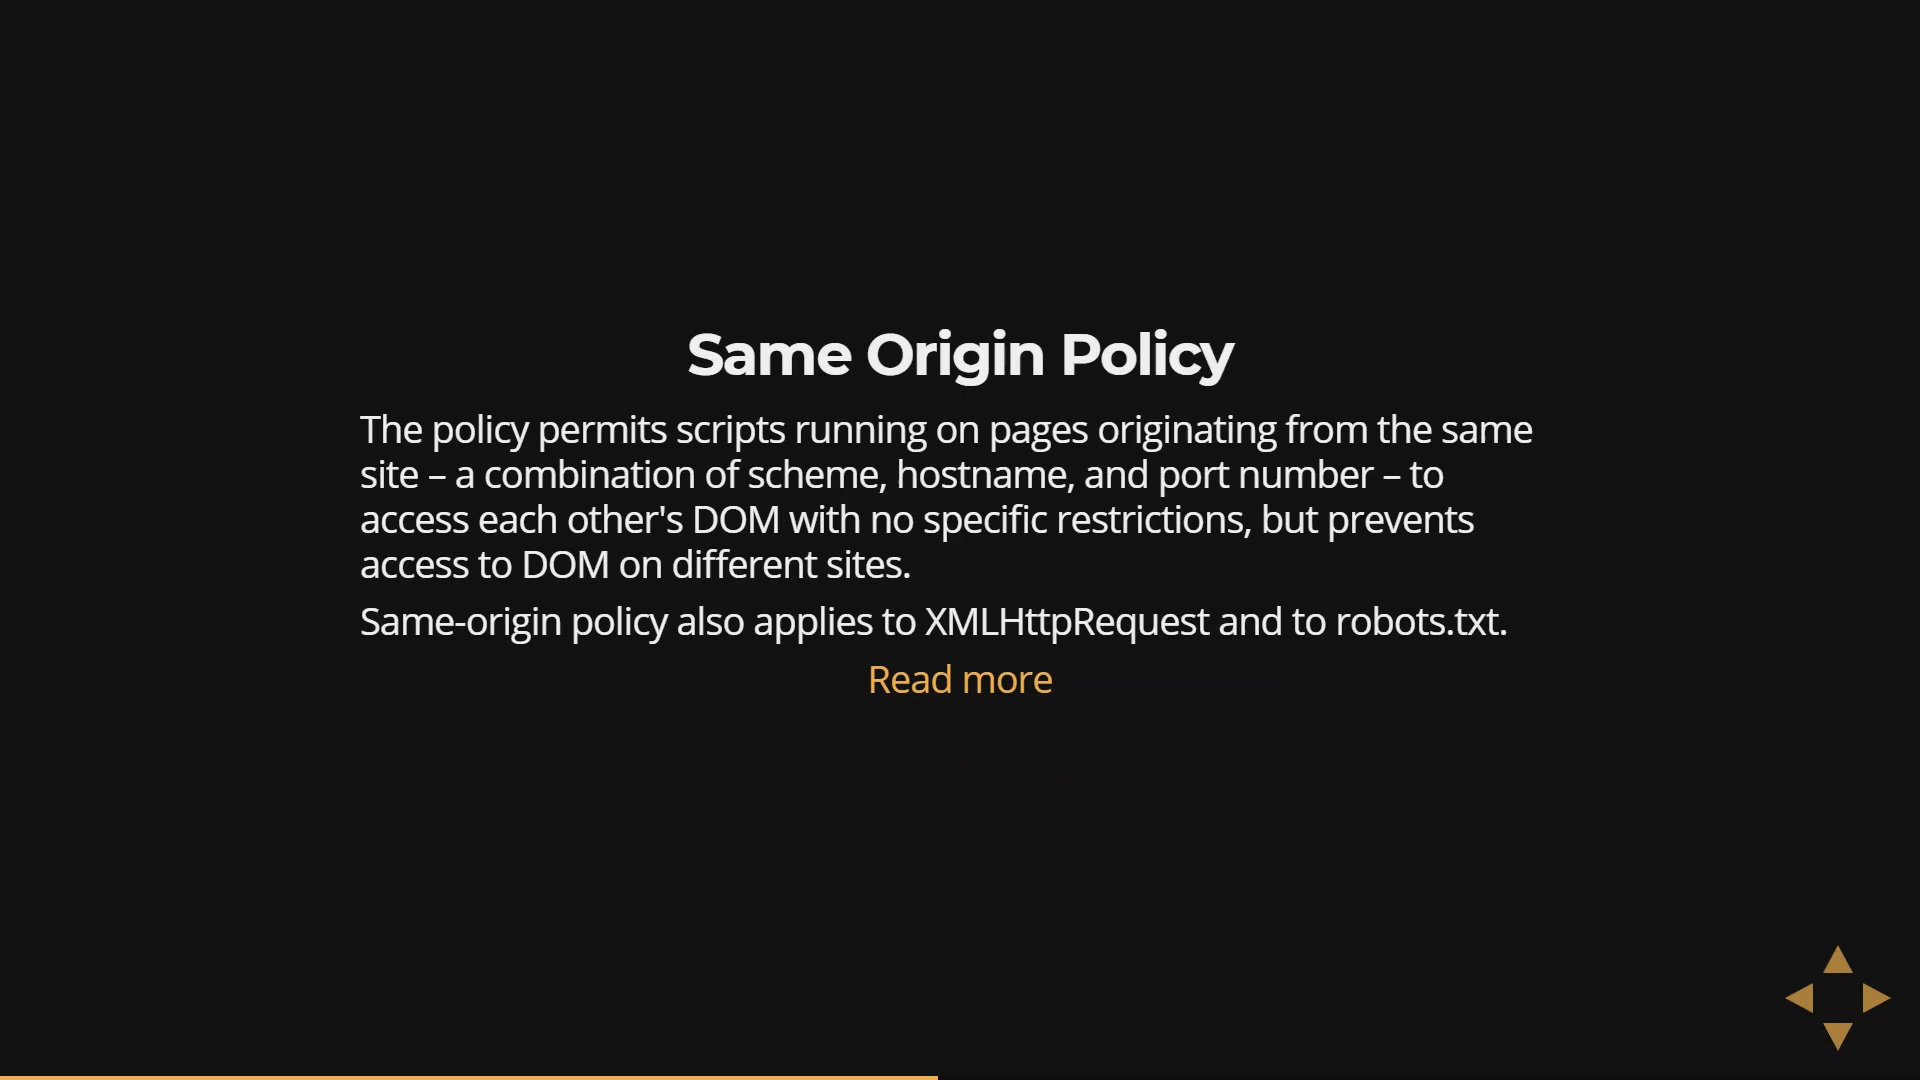 Same Origin Policy
The policy permits scripts running on pages originating from the same
site – a combination of scheme, hostname, and port number – to
access each other's DOM with no specific restrictions, but prevents
access to DOM on different sites.
Same-origin policy also applies to XMLHttpRequest and to robots.txt.
Read more